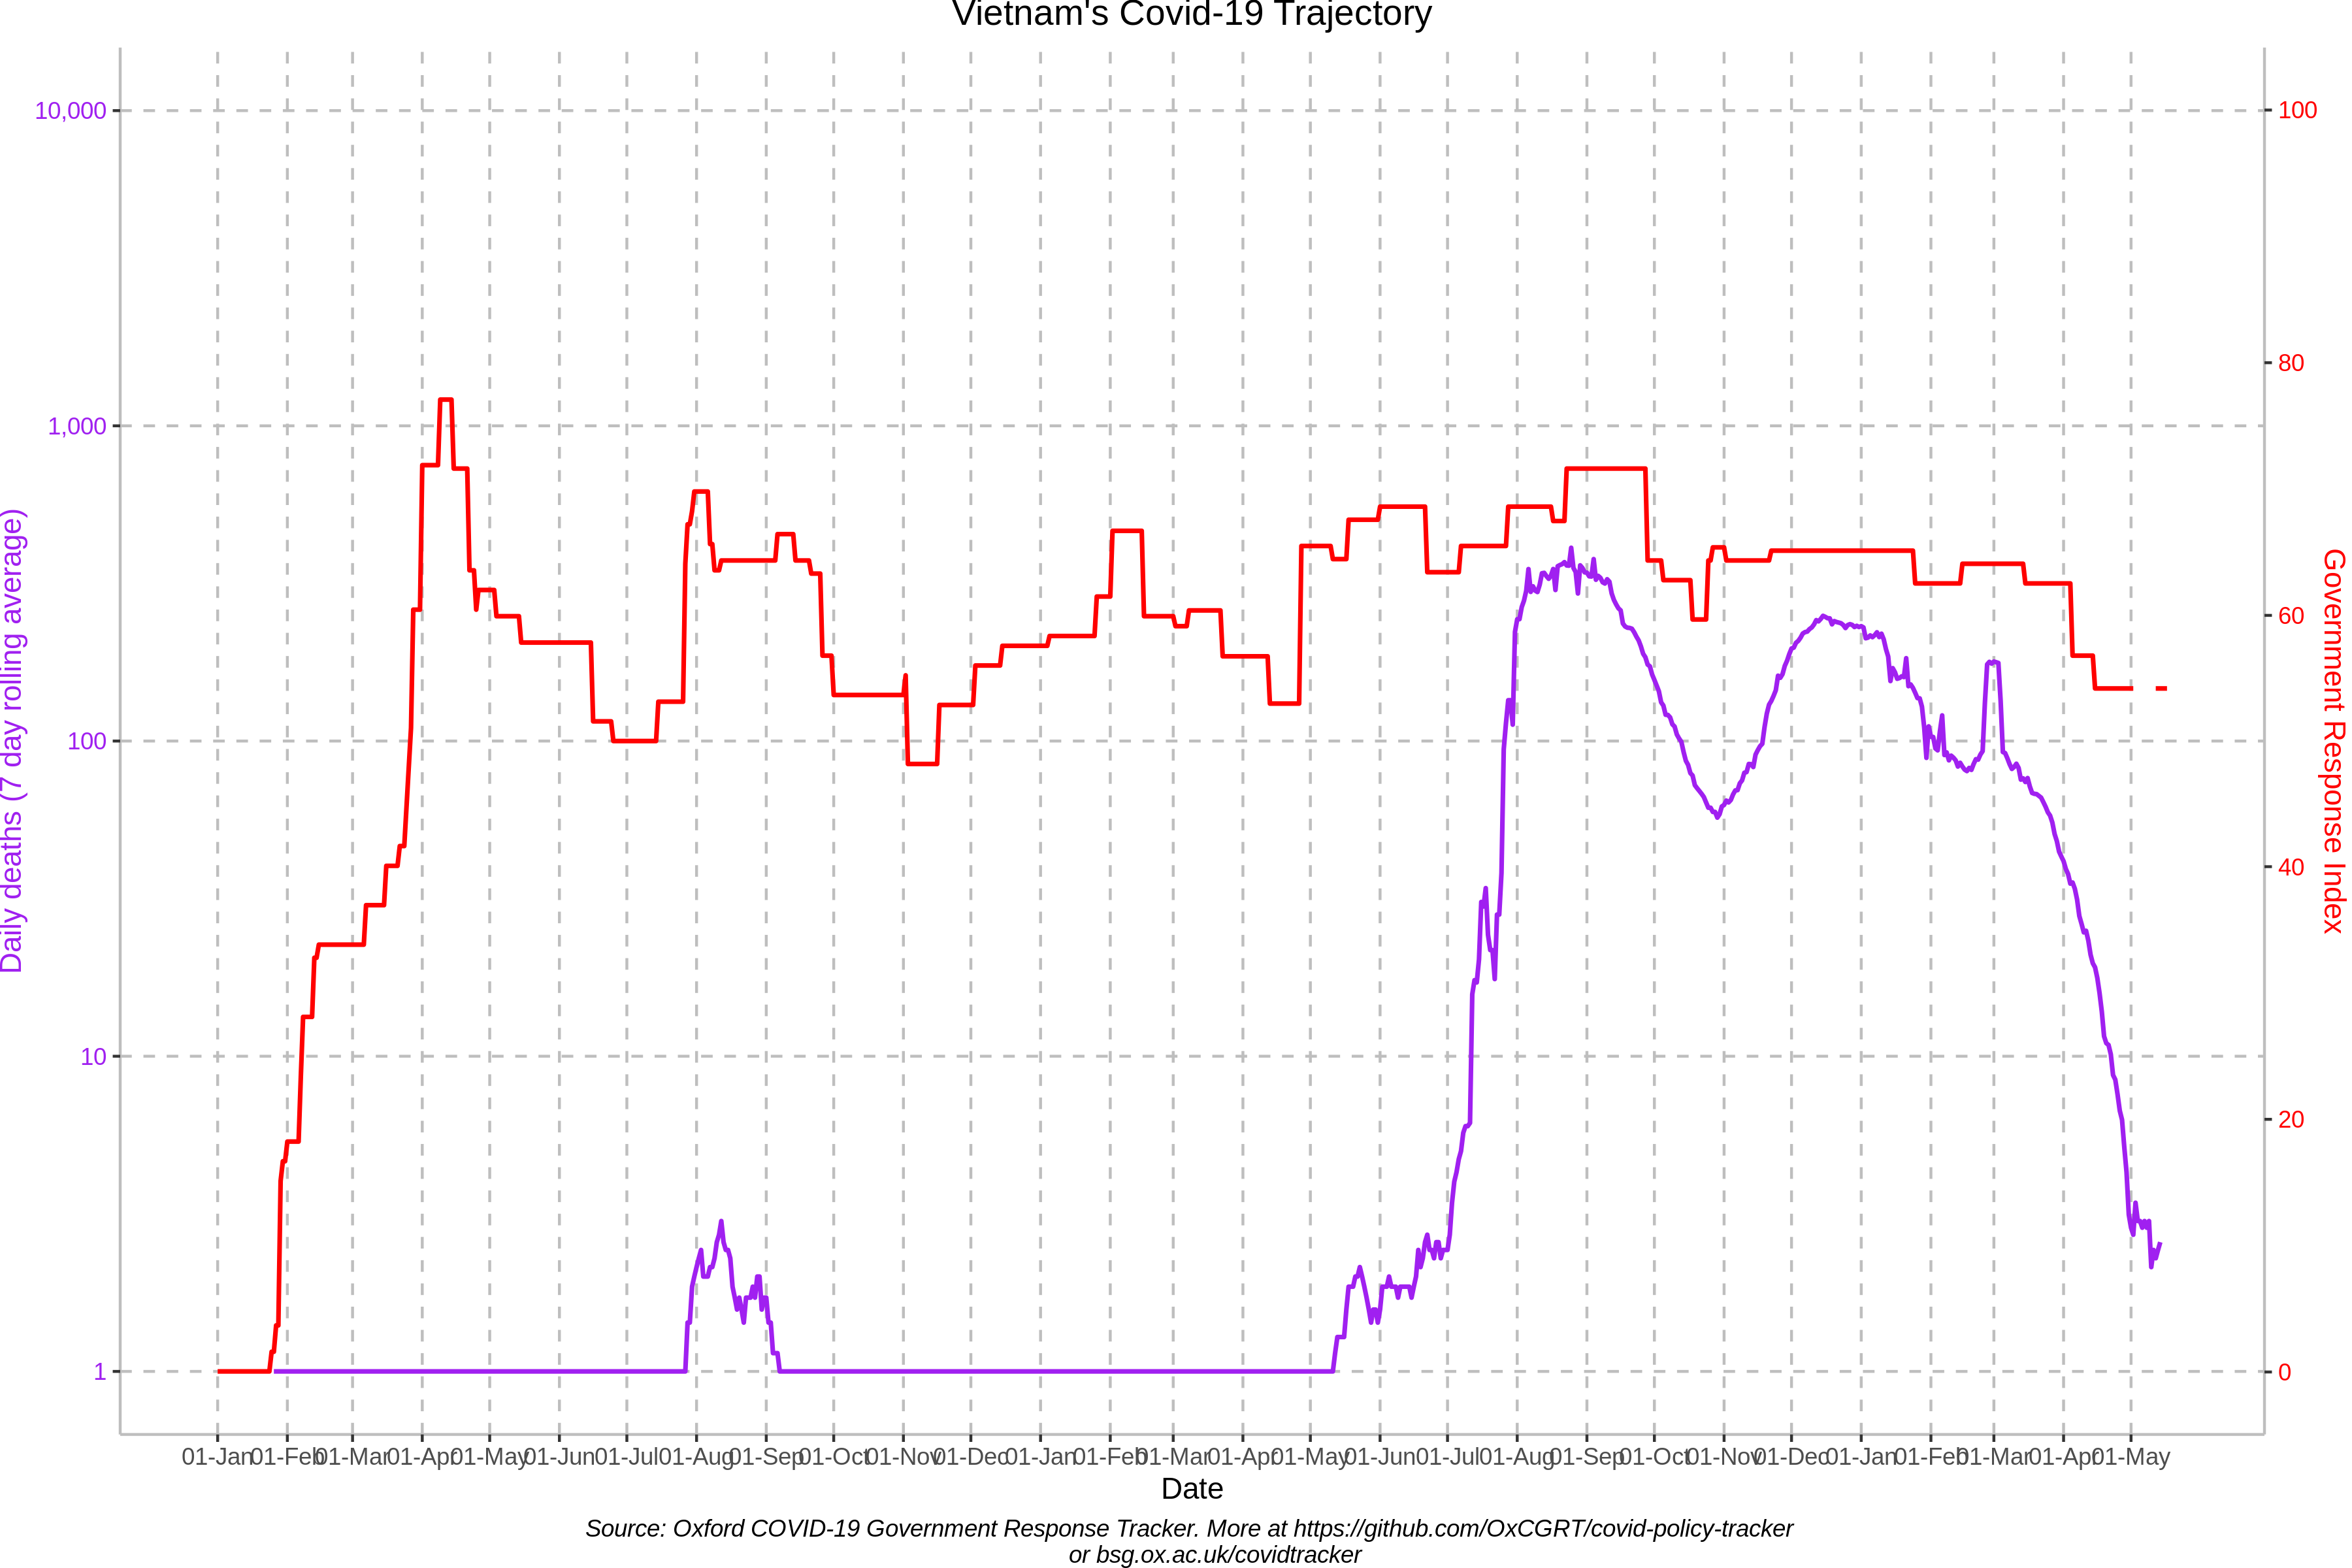 Vietnam's Covid-19 Trajectory
Daily deaths (7 day rolling average)
10,000
1,000
100
10
1
Government Response Index
100
80
60
40
20
0
01-Jan 01-Feb 01-Mar 01-Apr 01-May 01-Jun 01-Jul 01-Aug 01-Sep 01-Oct 01-Nov 01-Dec 01-Jan 01-Feb 01-Mar 01-Apr 01-May 01-Jun 01-Jul 01-Aug 01-Sep 01-Oct 01-Nov 01-Dec 01-Jan 01-Feb 01-Mar 01-Apr 01-May
Date
Source: Oxford COVID-19 Government Response Tracker. More at https://github.com/OxCGRT/covid-policy-tracker
or bsg.ox.ac.uk/covidtracker